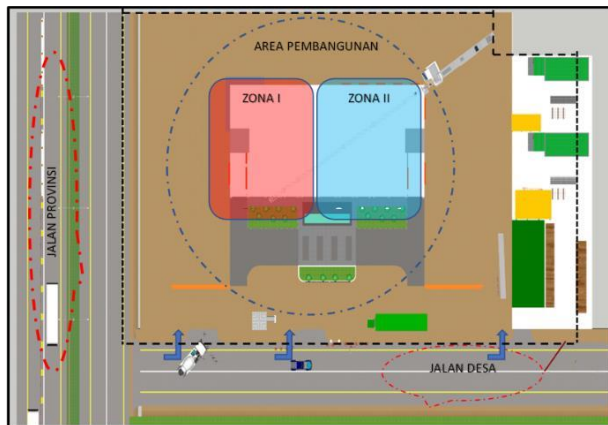 AREA PEMBANGUNAN
ZONA I
ZONA II
JALAN PROVINSI
JALAN DESA